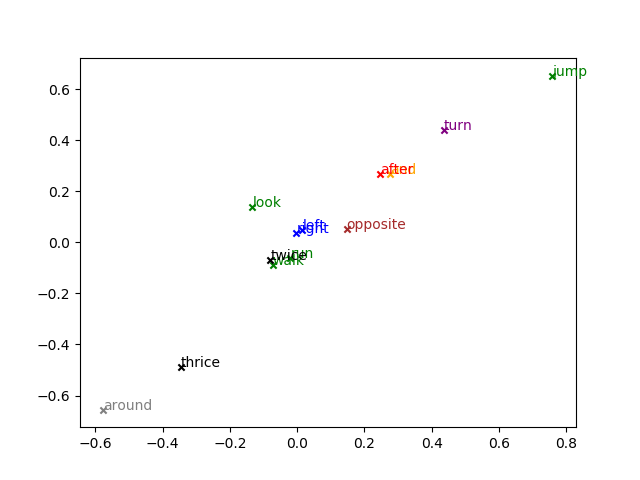 jump
turn
after
and
look
left
right
opposite
twice
run
walk
thrice
around
0.6
0.4
0.2
0.0
−0.2
−0.4
−0.6
−0.6 −0.4 −0.2 0.0 0.2 0.4 0.6 0.8